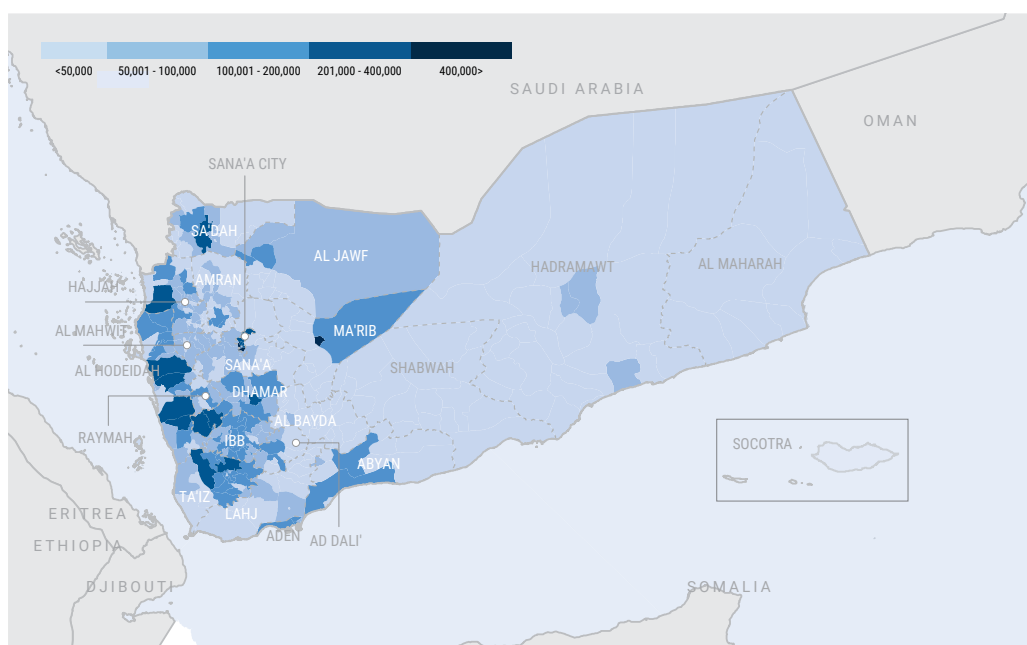 <50,000 50,001 - 100,000 100,001 - 200,000 201,000 - 400,000 400,000>
SAUDI ARABIA
OMAN
SANA'A CITY
SA'DAH
AL JAWF
HADRAMAWT
AL MAHARAH
AMRAN
HAJJAH
AL MAHWIT
MA'RIB
SANA'A
AL HODEIDAH
SHABWAH
DHAMAR
AL BAYDA
RAYMAH
IBB
SOCOTRA
ABYAN
TA'IZ
LAHJ
ERITREA
ADEN
AD DALI'
ETHIOPIA
DJIBOUTI
SOMALIA